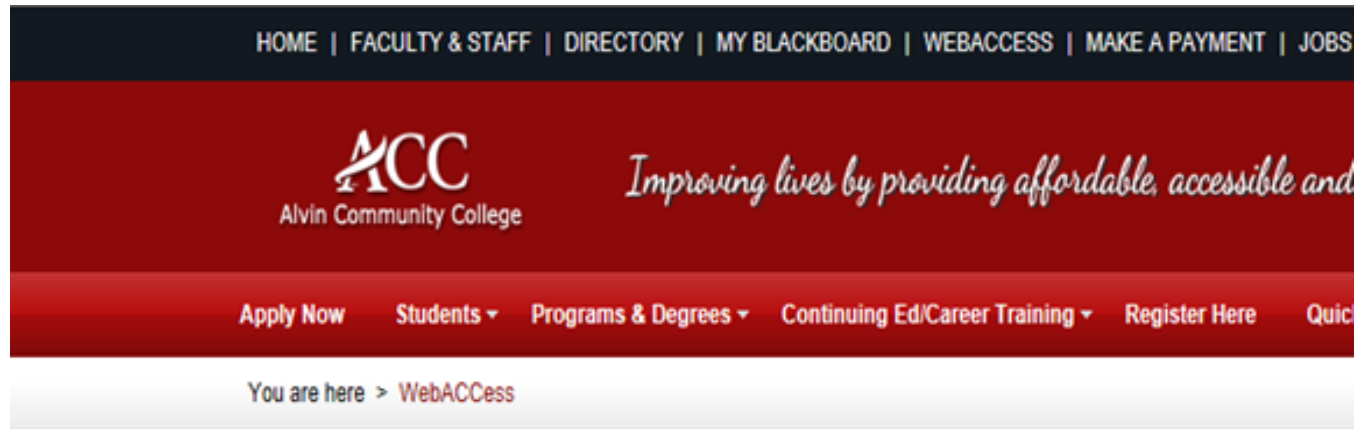 HOME | FACULTY & STAFF | DIRECTORY | MY BLACKBOARD | WEBACCESS | MAKE A PAYMENT | JOBS
ACC
Alvin Community College
Improving lives by providing affordable, accessible and
Apply Now Students Programs & Degrees Continuing Ed/Career Training Register Here
You are here > WebACCess